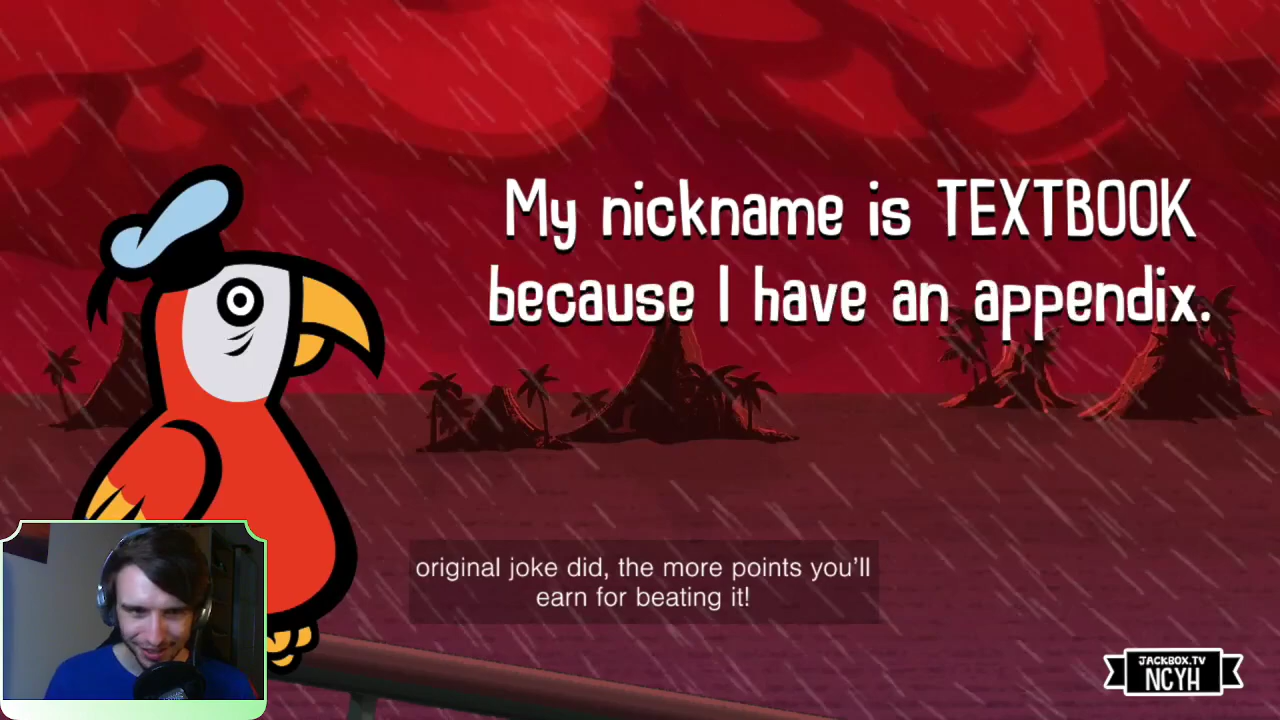 My nickname is TEXTBOOK
because I have an appendix.
original joke did, the more points you'll
earn for beating it!
JACKBOX.TV
NCYH